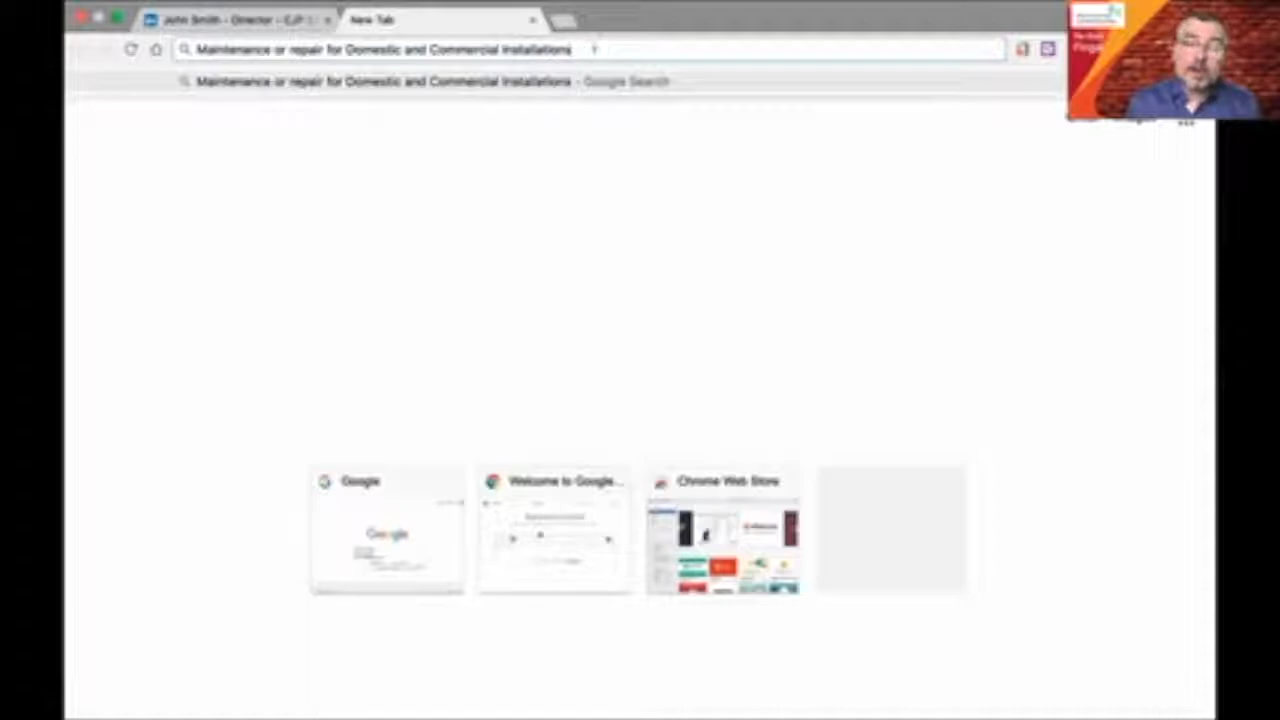 John Smith - Director - CJP
New Tab
Maintenance or repair for Domestic and Commercial Installations
Maintenance or repair for Domestic and Commercial Installations - Google Search
Google
Welcome to Google...
Chrome Web Store
Google